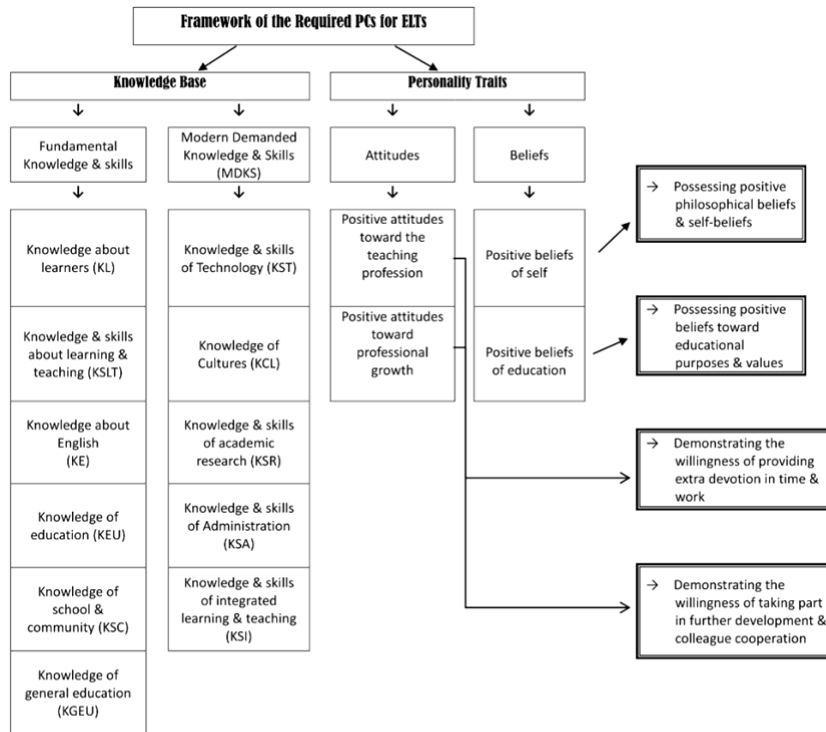 Framework of the Required PCs for ELTs
Knowledge Base
Personality Traits
Fundamental
Knowledge & skills
Modern Demanded
Knowledge & Skills
(MDKS)
Attitudes
Beliefs
Knowledge about
learners (KL)
Knowledge & skills
about learning &
teaching (KSLT)
Knowledge about
English
(KE)
Knowledge of
education (KEU)
Knowledge of
school &
community (KSC)
Knowledge of
general education
(KGEU)
Knowledge & skills
of Technology (KST)
Knowledge of
Cultures (KCL)
Knowledge & skills
of academic
research (KSR)
Knowledge & skills
of Administration
(KSA)
Knowledge & skills
of integrated
learning & teaching
(KSI)
Positive attitudes
toward the
teaching
profession
Positive attitudes
toward
professional
growth
Positive beliefs
of self
Positive beliefs
of education
→ Possessing positive
philosophical beliefs
& self-beliefs
→ Possessing positive
beliefs toward
educational
purposes & values
→ Demonstrating the
willingness of providing
extra devotion in time &
work
→ Demonstrating the
willingness of taking part
in further development &
colleague cooperation